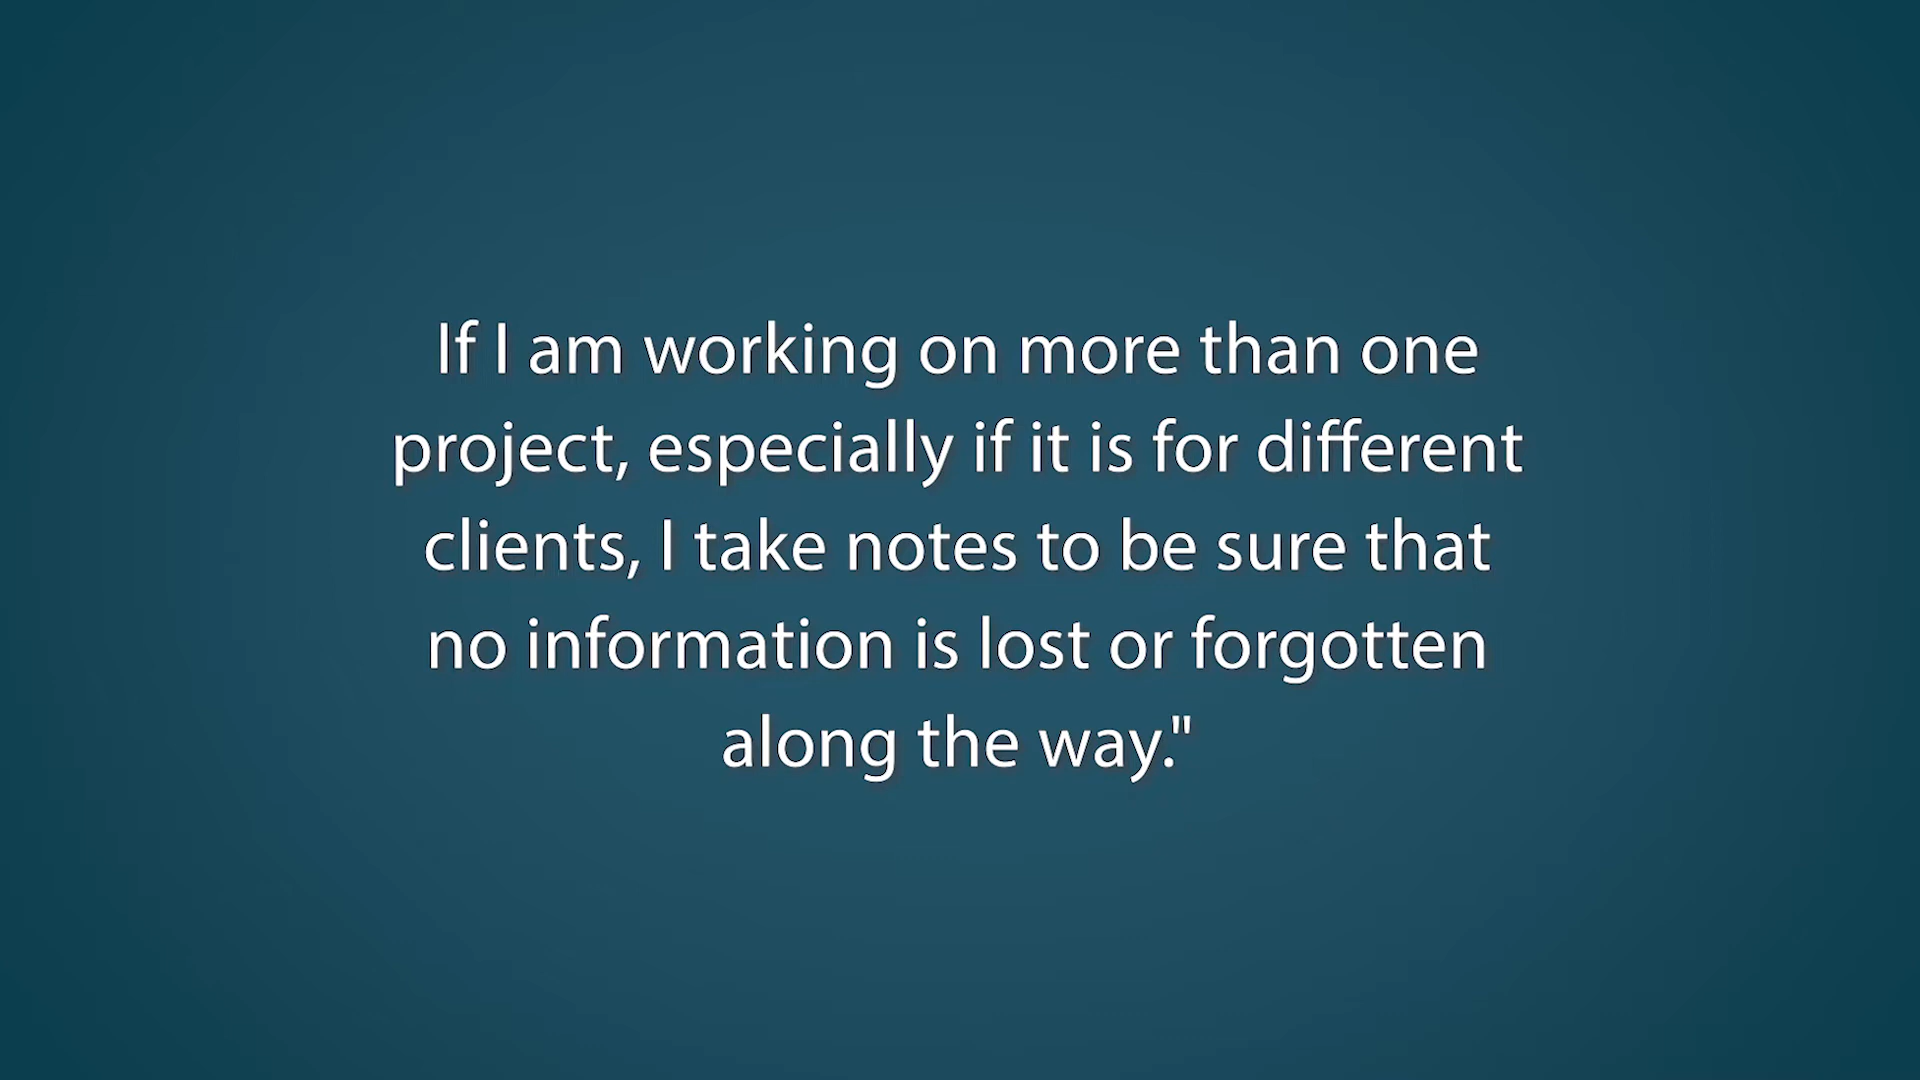 If I am working on more than one
project, especially if it is for different
clients, I take notes to be sure that
no information is lost or forgotten
along the way."